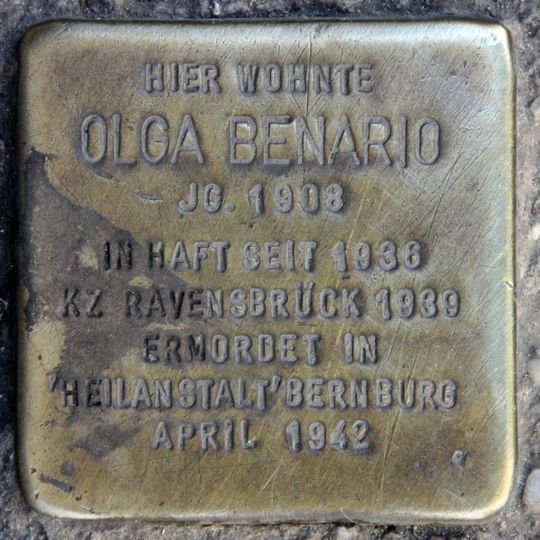 HIER WOHNTE
OLGA BENARIO
JG. 1908
IN HAFT SEIT 1936
KZ RAVENSBRÜCK 1939
ERMORDET IN
'HEILANSTALT' BERNBURG
APRIL 1942